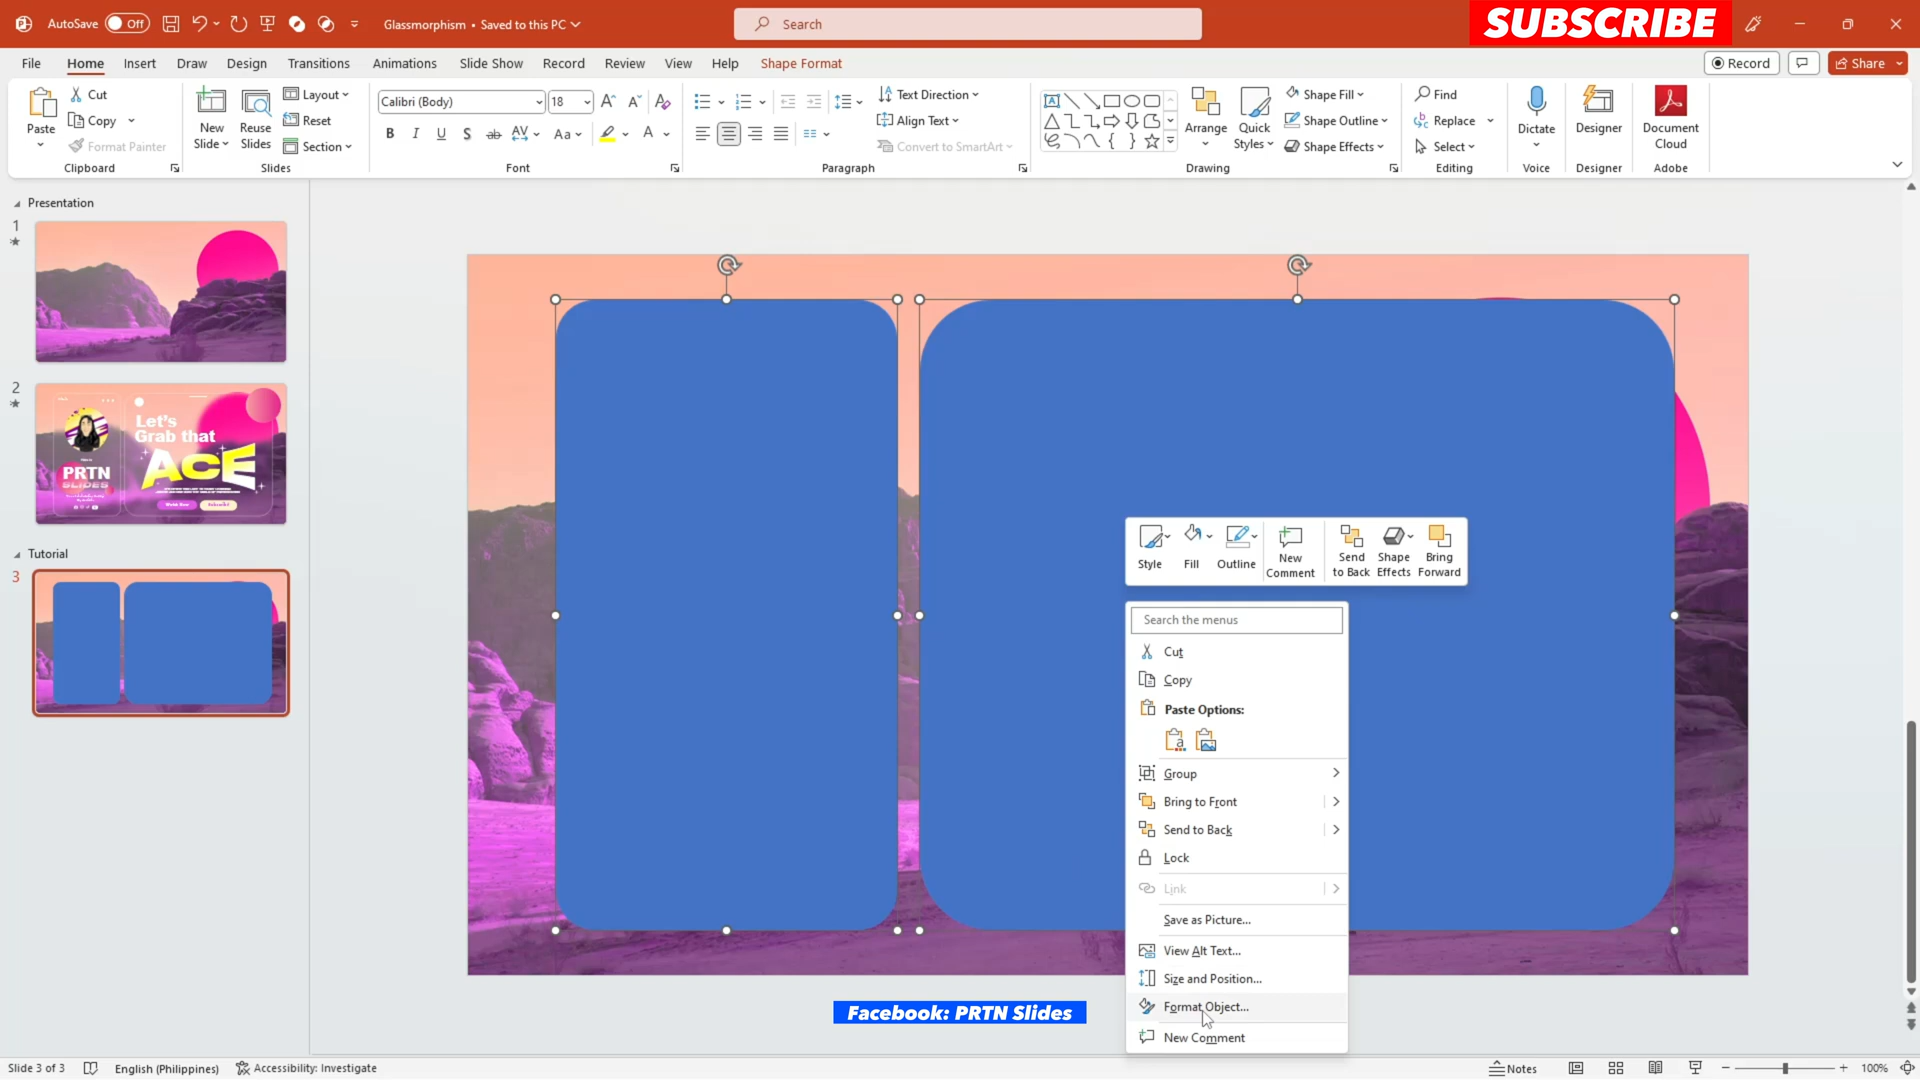 AutoSave Off
Glassmorphism • Saved to this PC
Search
SUBSCRIBE
File Home Insert Draw Design Transitions Animations Slide Show Record Review View Help Shape Format
Record
Share
Paste
Cut
Copy
Format Painter
Clipboard
New Slide
Reuse Slides
Layout
Reset
Section
Slides
Calibri (Body) 18
B I U S ab AV Aa A
Font
Text Direction
Align Text
Convert to SmartArt
Paragraph
Arrange
Quick Styles
Shape Fill
Shape Outline
Shape Effects
Drawing
Find
Replace
Select
Editing
Dictate
Voice
Designer
Designer
Document Cloud
Adobe
Presentation
1
2
Let's
Grab that
ACE
PRTN
SLIDES
Watch Now
Subscribe
Tutorial
3
Style
Fill
Outline
New Comment
Send to Back
Shape Effects
Bring Forward
Search the menus
Cut
Copy
Paste Options:
Group
Bring to Front
Send to Back
Lock
Link
Save as Picture...
View Alt Text...
Size and Position...
Format Object...
New Comment
Facebook: PRTN Slides
Slide 3 of 3
English (Philippines)
Accessibility: Investigate
Notes
100%